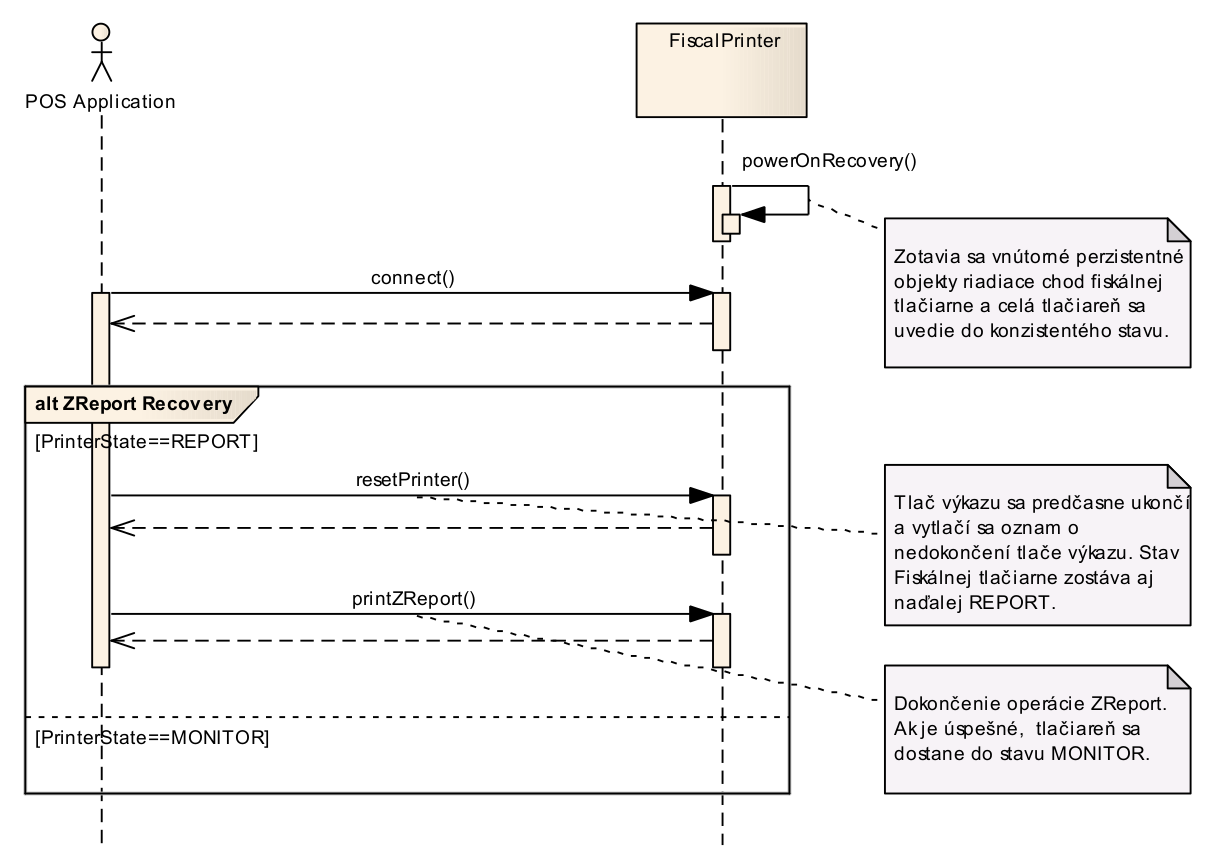 POS Application
FiscalPrinter
powerOnRecovery()
Zotavia sa vnútorné perzistentné
objekty riadiace chod fiskálnej
tlačiarne a celá tlačiareň sa
uvedie do konzistentého stavu.
connect()
alt ZReport Recovery
[PrinterState==REPORT]
resetPrinter()
Tlač výkazu sa predčasne ukončí
a vytlačí sa oznam o
nedokončení tlače výkazu. Stav
Fiskálnej tlačiarne zostáva aj
naďalej REPORT.
printZReport()
Dokončenie operácie ZReport.
Ak je úspešné, tlačiareň sa
dostane do stavu MONITOR.
[PrinterState==MONITOR]